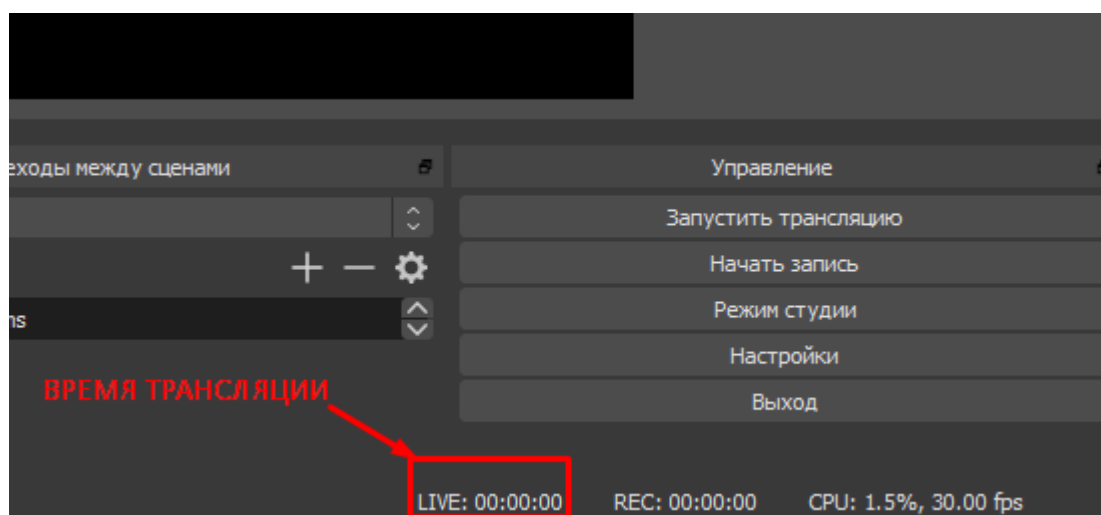 еходы между сценами
Управление
Запустить трансляцию
Начать запись
ns
Режим студии
Настройки
ВРЕМЯ ТРАНСЛЯЦИИ
Выход
LIVE: 00:00:00 REC: 00:00:00 CPU: 1.5%, 30.00 fps